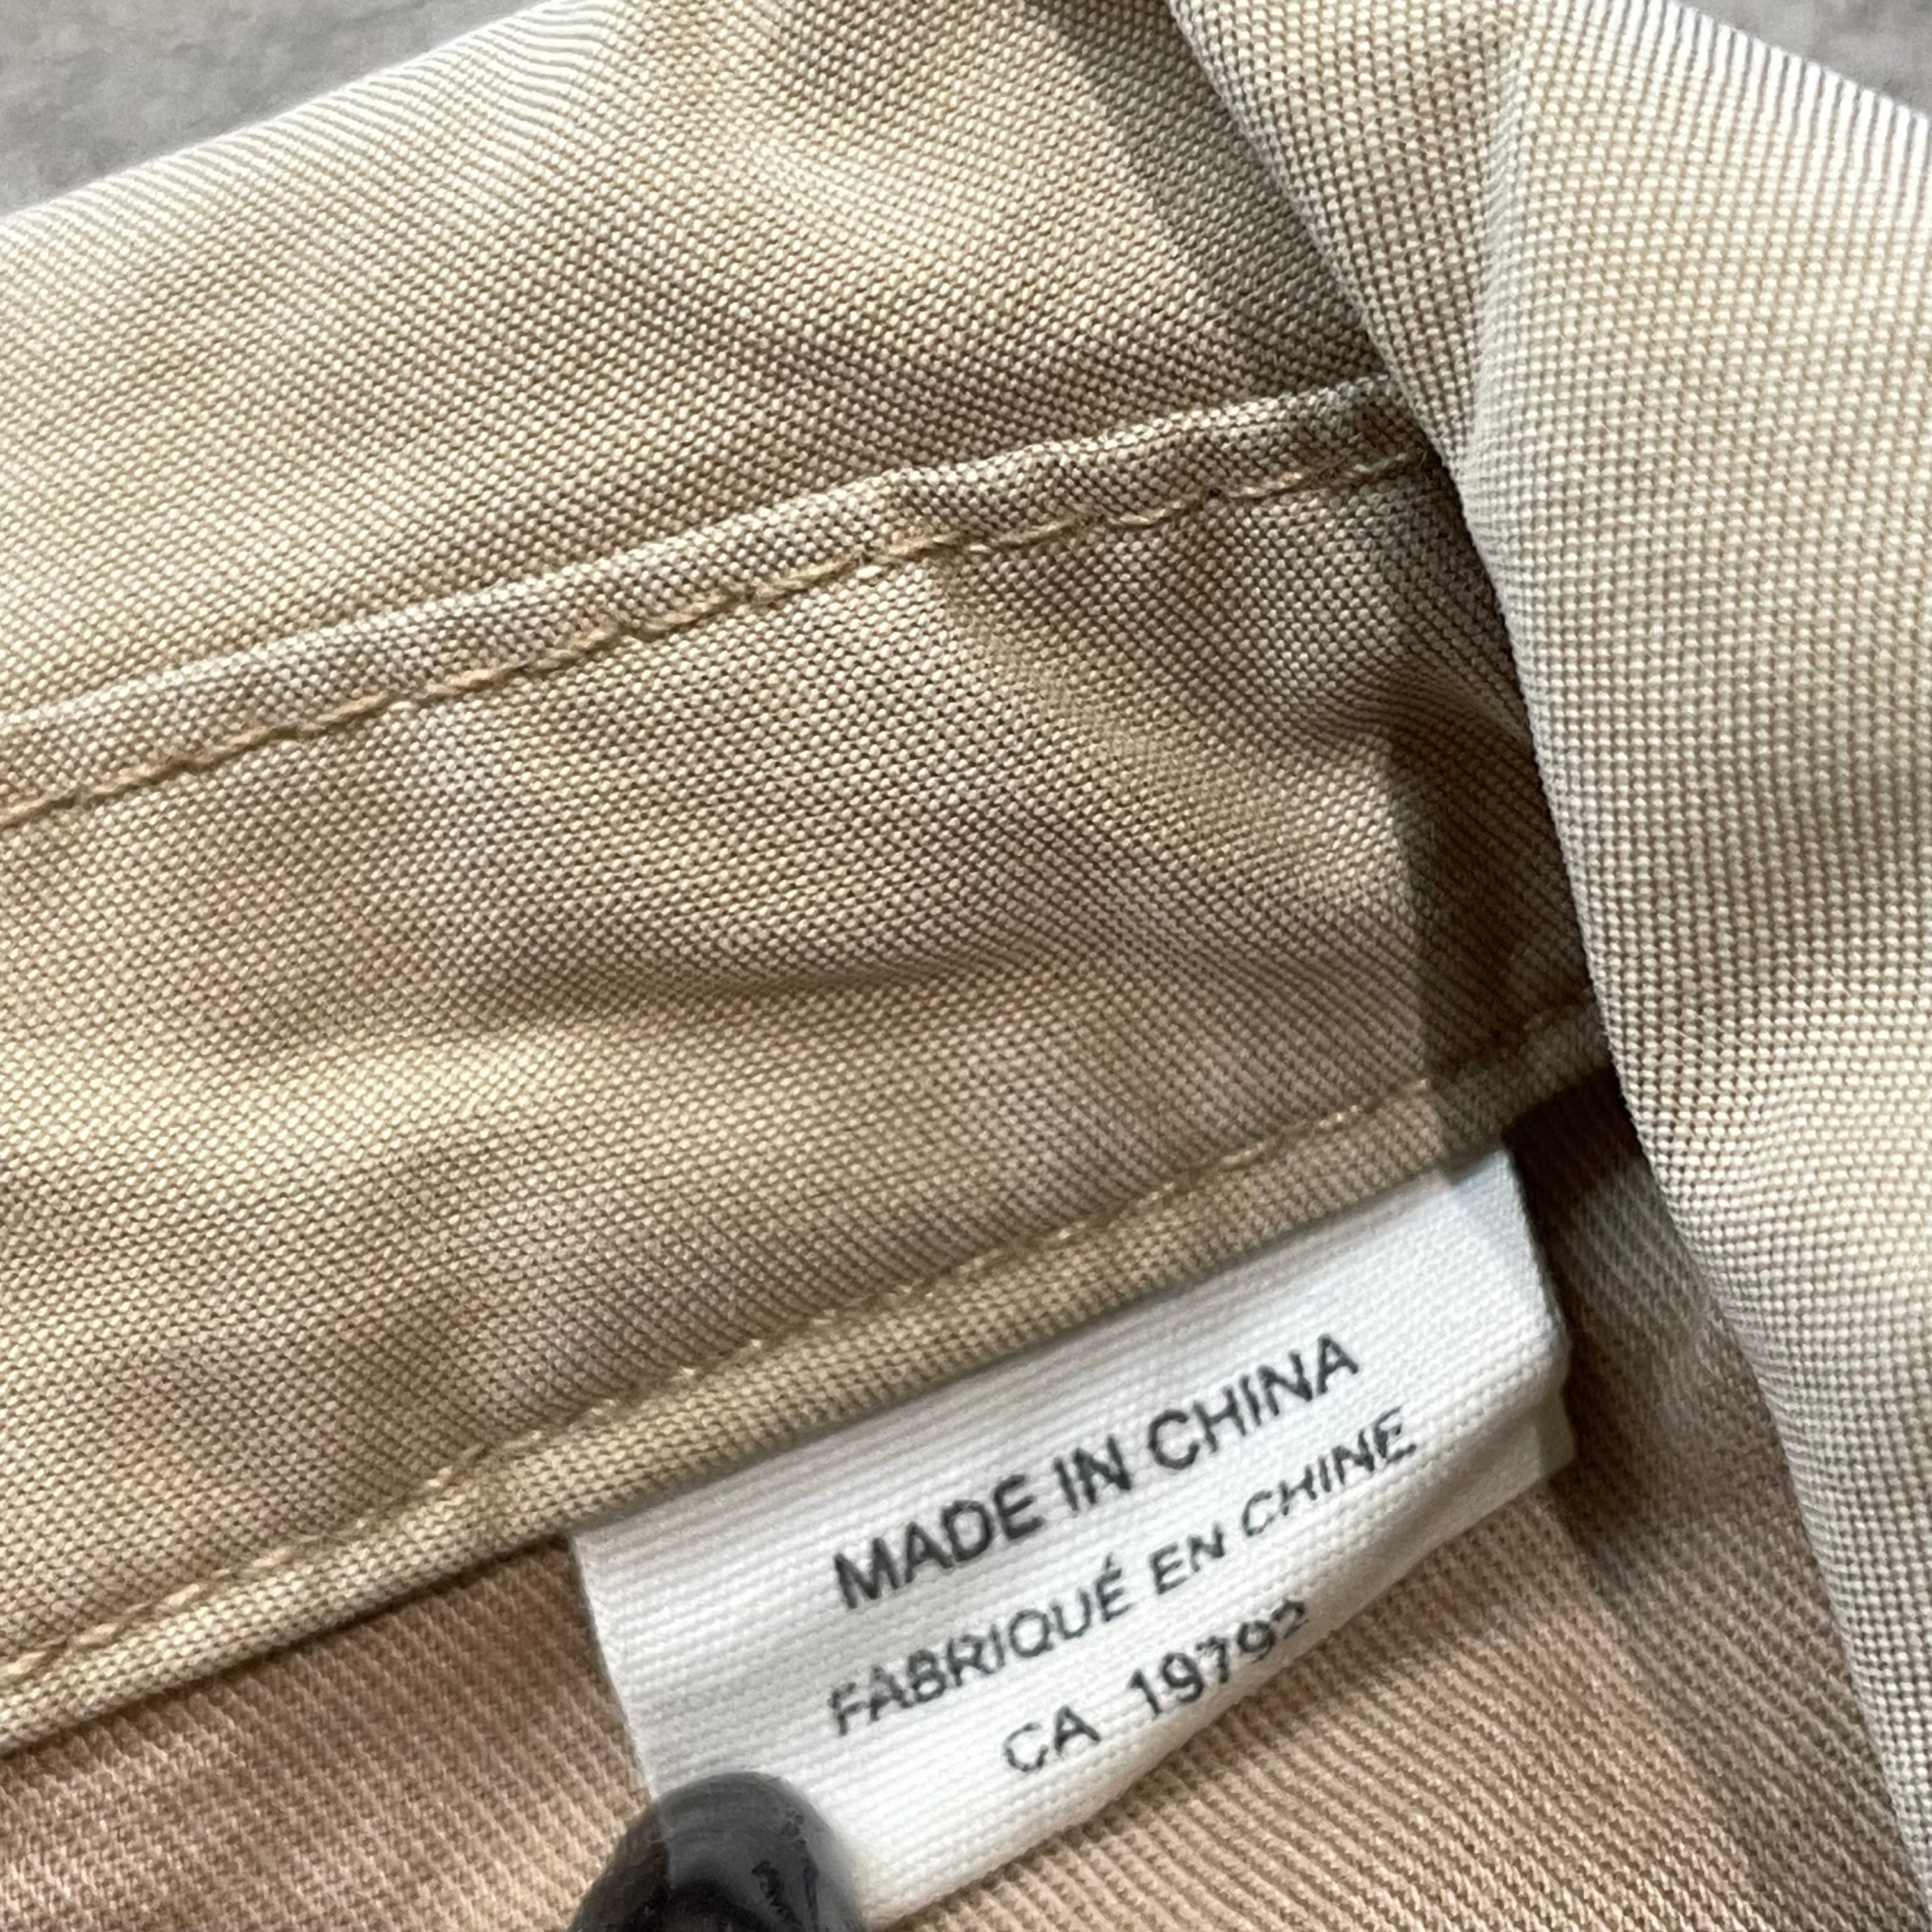 MADE IN CHINA
FABRIQUÉ EN CHINE
CA 19792